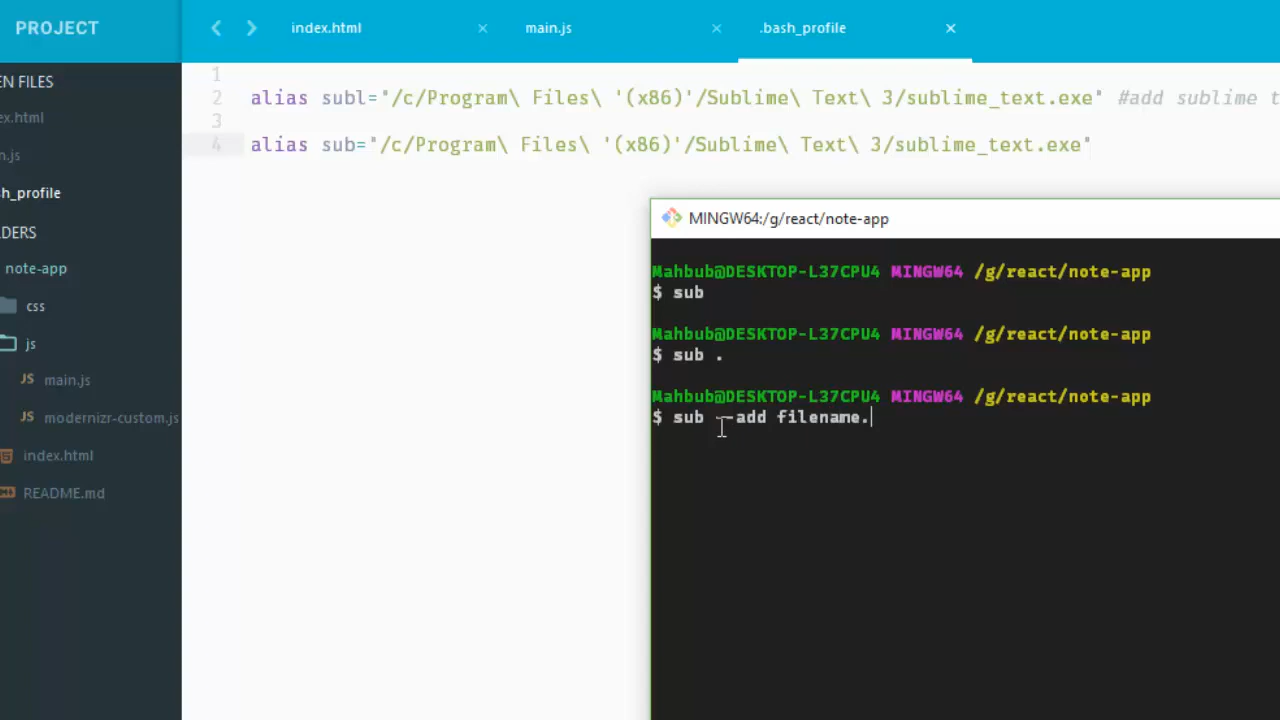 PROJECT
index.html
main.js
.bash_profile
EN FILES
ex.html
n.js
sh_profile
DERS
note-app
css
js
JS main.js
JS modernizr-custom.js
index.html
README.md
1
2 alias subl="/c/Program\ Files\ '(x86)'/Sublime\ Text\ 3/sublime_text.exe" #add sublime t
3
4 alias sub="/c/Program\ Files\ '(x86)'/Sublime\ Text\ 3/sublime_text.exe"
MINGW64:/g/react/note-app
Mahbub@DESKTOP-L37CPU4 MINGW64 /g/react/note-app
$ sub
Mahbub@DESKTOP-L37CPU4 MINGW64 /g/react/note-app
$ sub .
Mahbub@DESKTOP-L37CPU4 MINGW64 /g/react/note-app
$ sub --add filename.